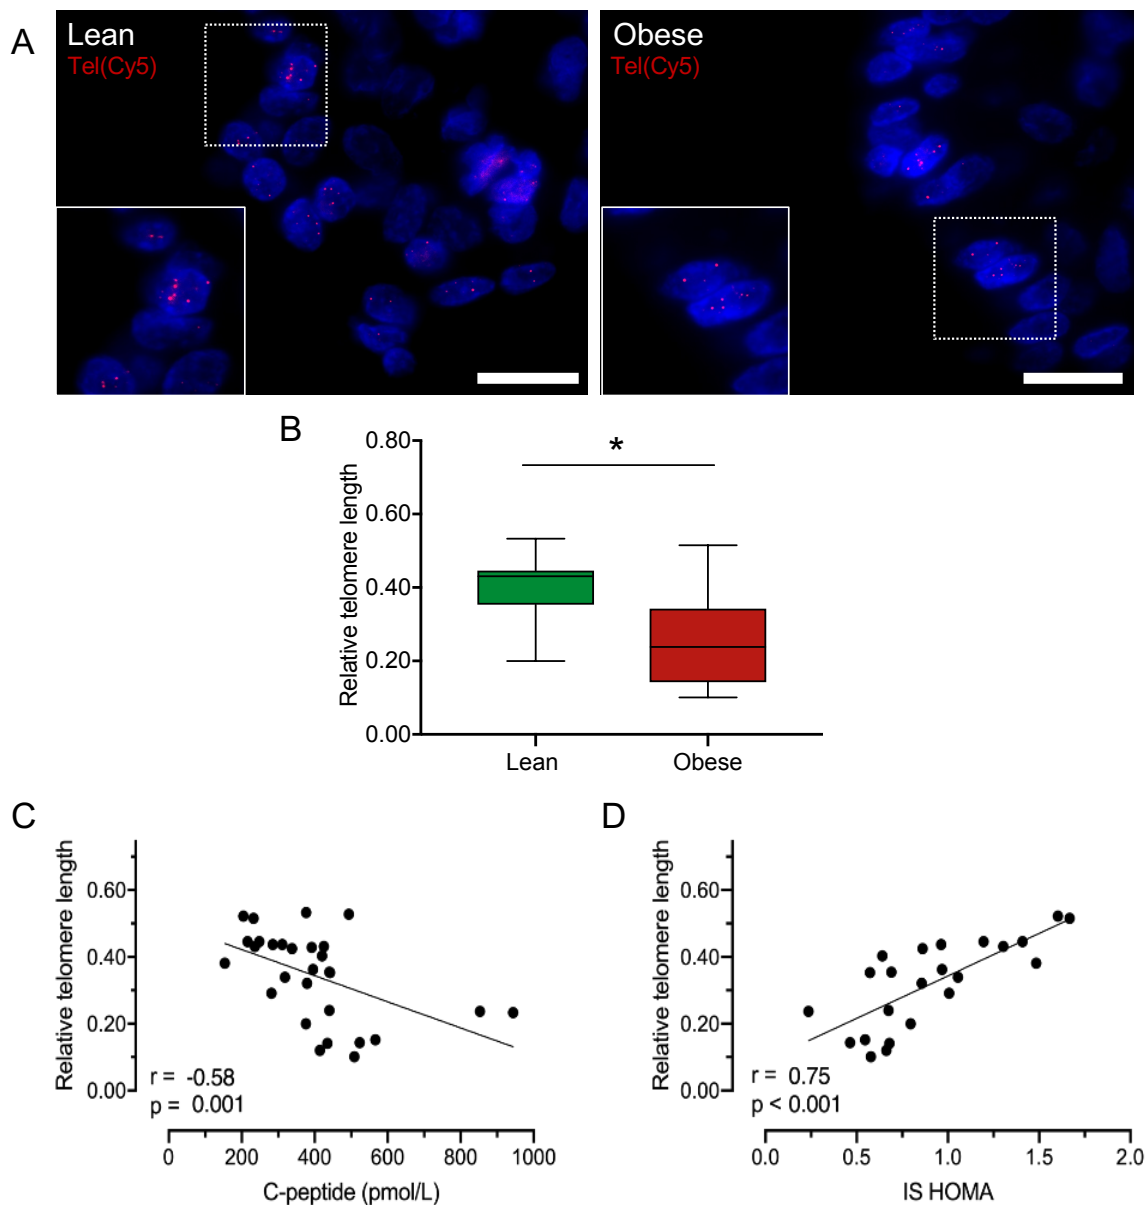 A
Lean
Tel(Cy5)
Obese
Tel(Cy5)
B
Relative telomere length
0.80
0.60
0.40
0.20
0.00
*
Lean
Obese
C
Relative telomere length
0.60
0.40
0.20
0.00
r = -0.58
p = 0.001
0
200
400
600
800
1000
C-peptide (pmol/L)
D
Relative telomere length
0.60
0.40
0.20
0.00
r = 0.75
p < 0.001
0.0
0.5
1.0
1.5
2.0
IS HOMA